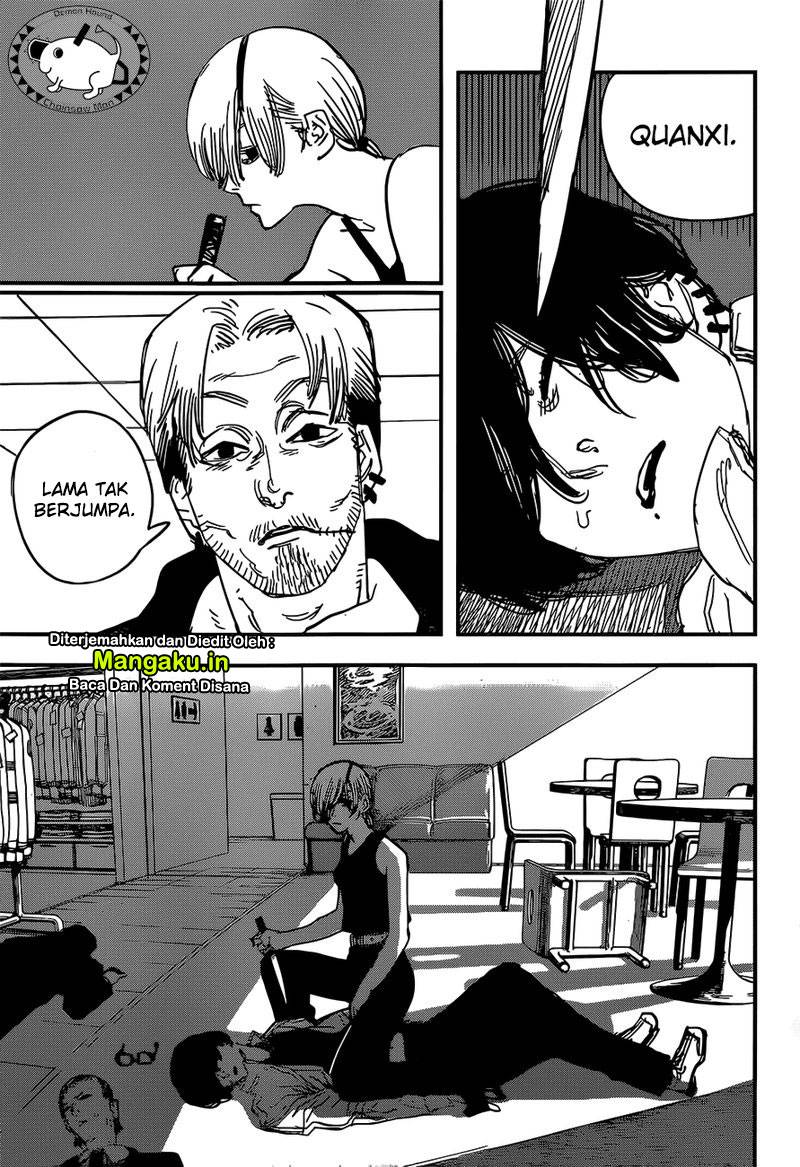 Demon Hound
Chainsaw Man
QUANXI.
LAMA TAK
BERJUMPA.
Diterjemahkan dan Diedit Oleh :
Mangaku.in
Baca Dan Koment Disana